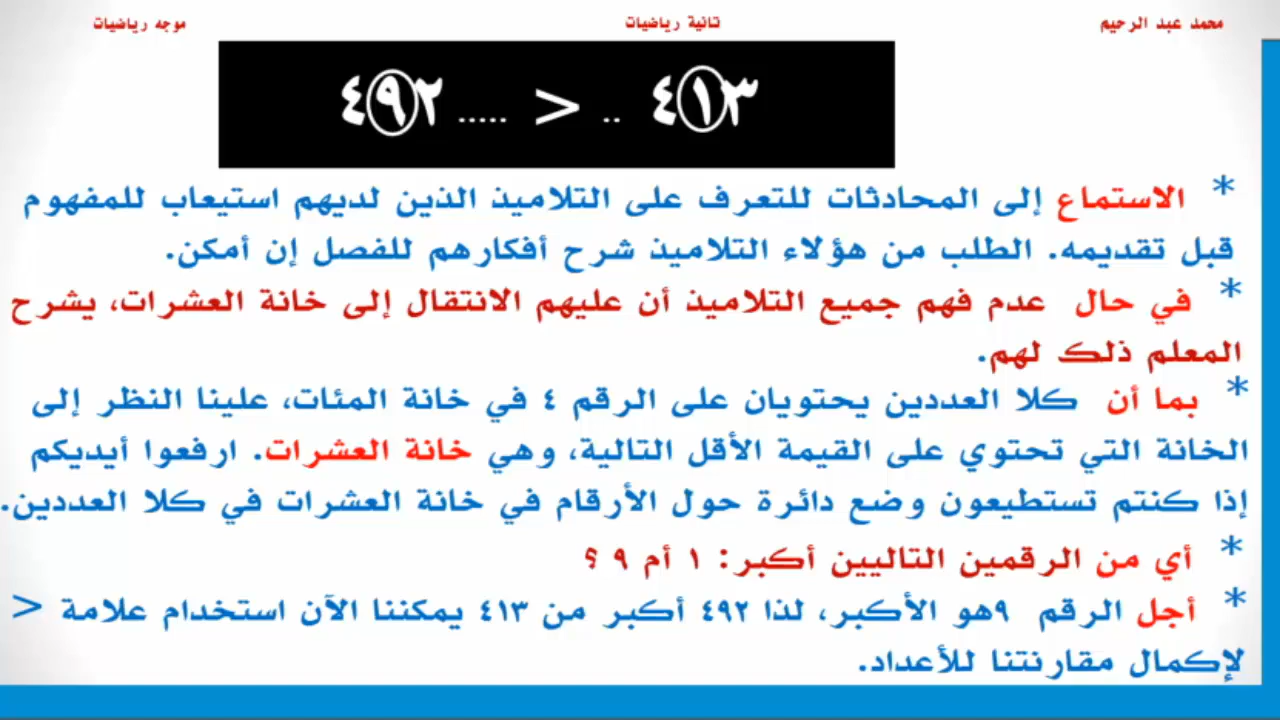 محمد عبد الرحيم
تانية رياضيات
موجه رياضيات
٤١٣ .. > ..... ٤٩٢
* الاستماع إلى المحادثات للتعرف على التلاميذ الذين لديهم استيعاب للمفهوم
قبل تقديمه. الطلب من هؤلاء التلاميذ شرح أفكارهم للفصل إن أمكن.
* في حال عدم فهم جميع التلاميذ أن عليهم الانتقال إلى خانة العشرات، يشرح
المعلم ذلك لهم.
* بما أن كلا العددين يحتويان على الرقم ٤ في خانة المئات، علينا النظر إلى
الخانة التي تحتوي على القيمة الأقل التالية، وهي خانة العشرات. ارفعوا أيديكم
إذا كنتم تستطيعون وضع دائرة حول الأرقام في خانة العشرات في كلا العددين.
* أي من الرقمين التاليين أكبر: ١ أم ٩ ؟
* أجل الرقم ٩هو الأكبر، لذا ٤٩٢ أكبر من ٤١٣ يمكننا الآن استخدام علامة >
لإكمال مقارنتنا للأعداد.